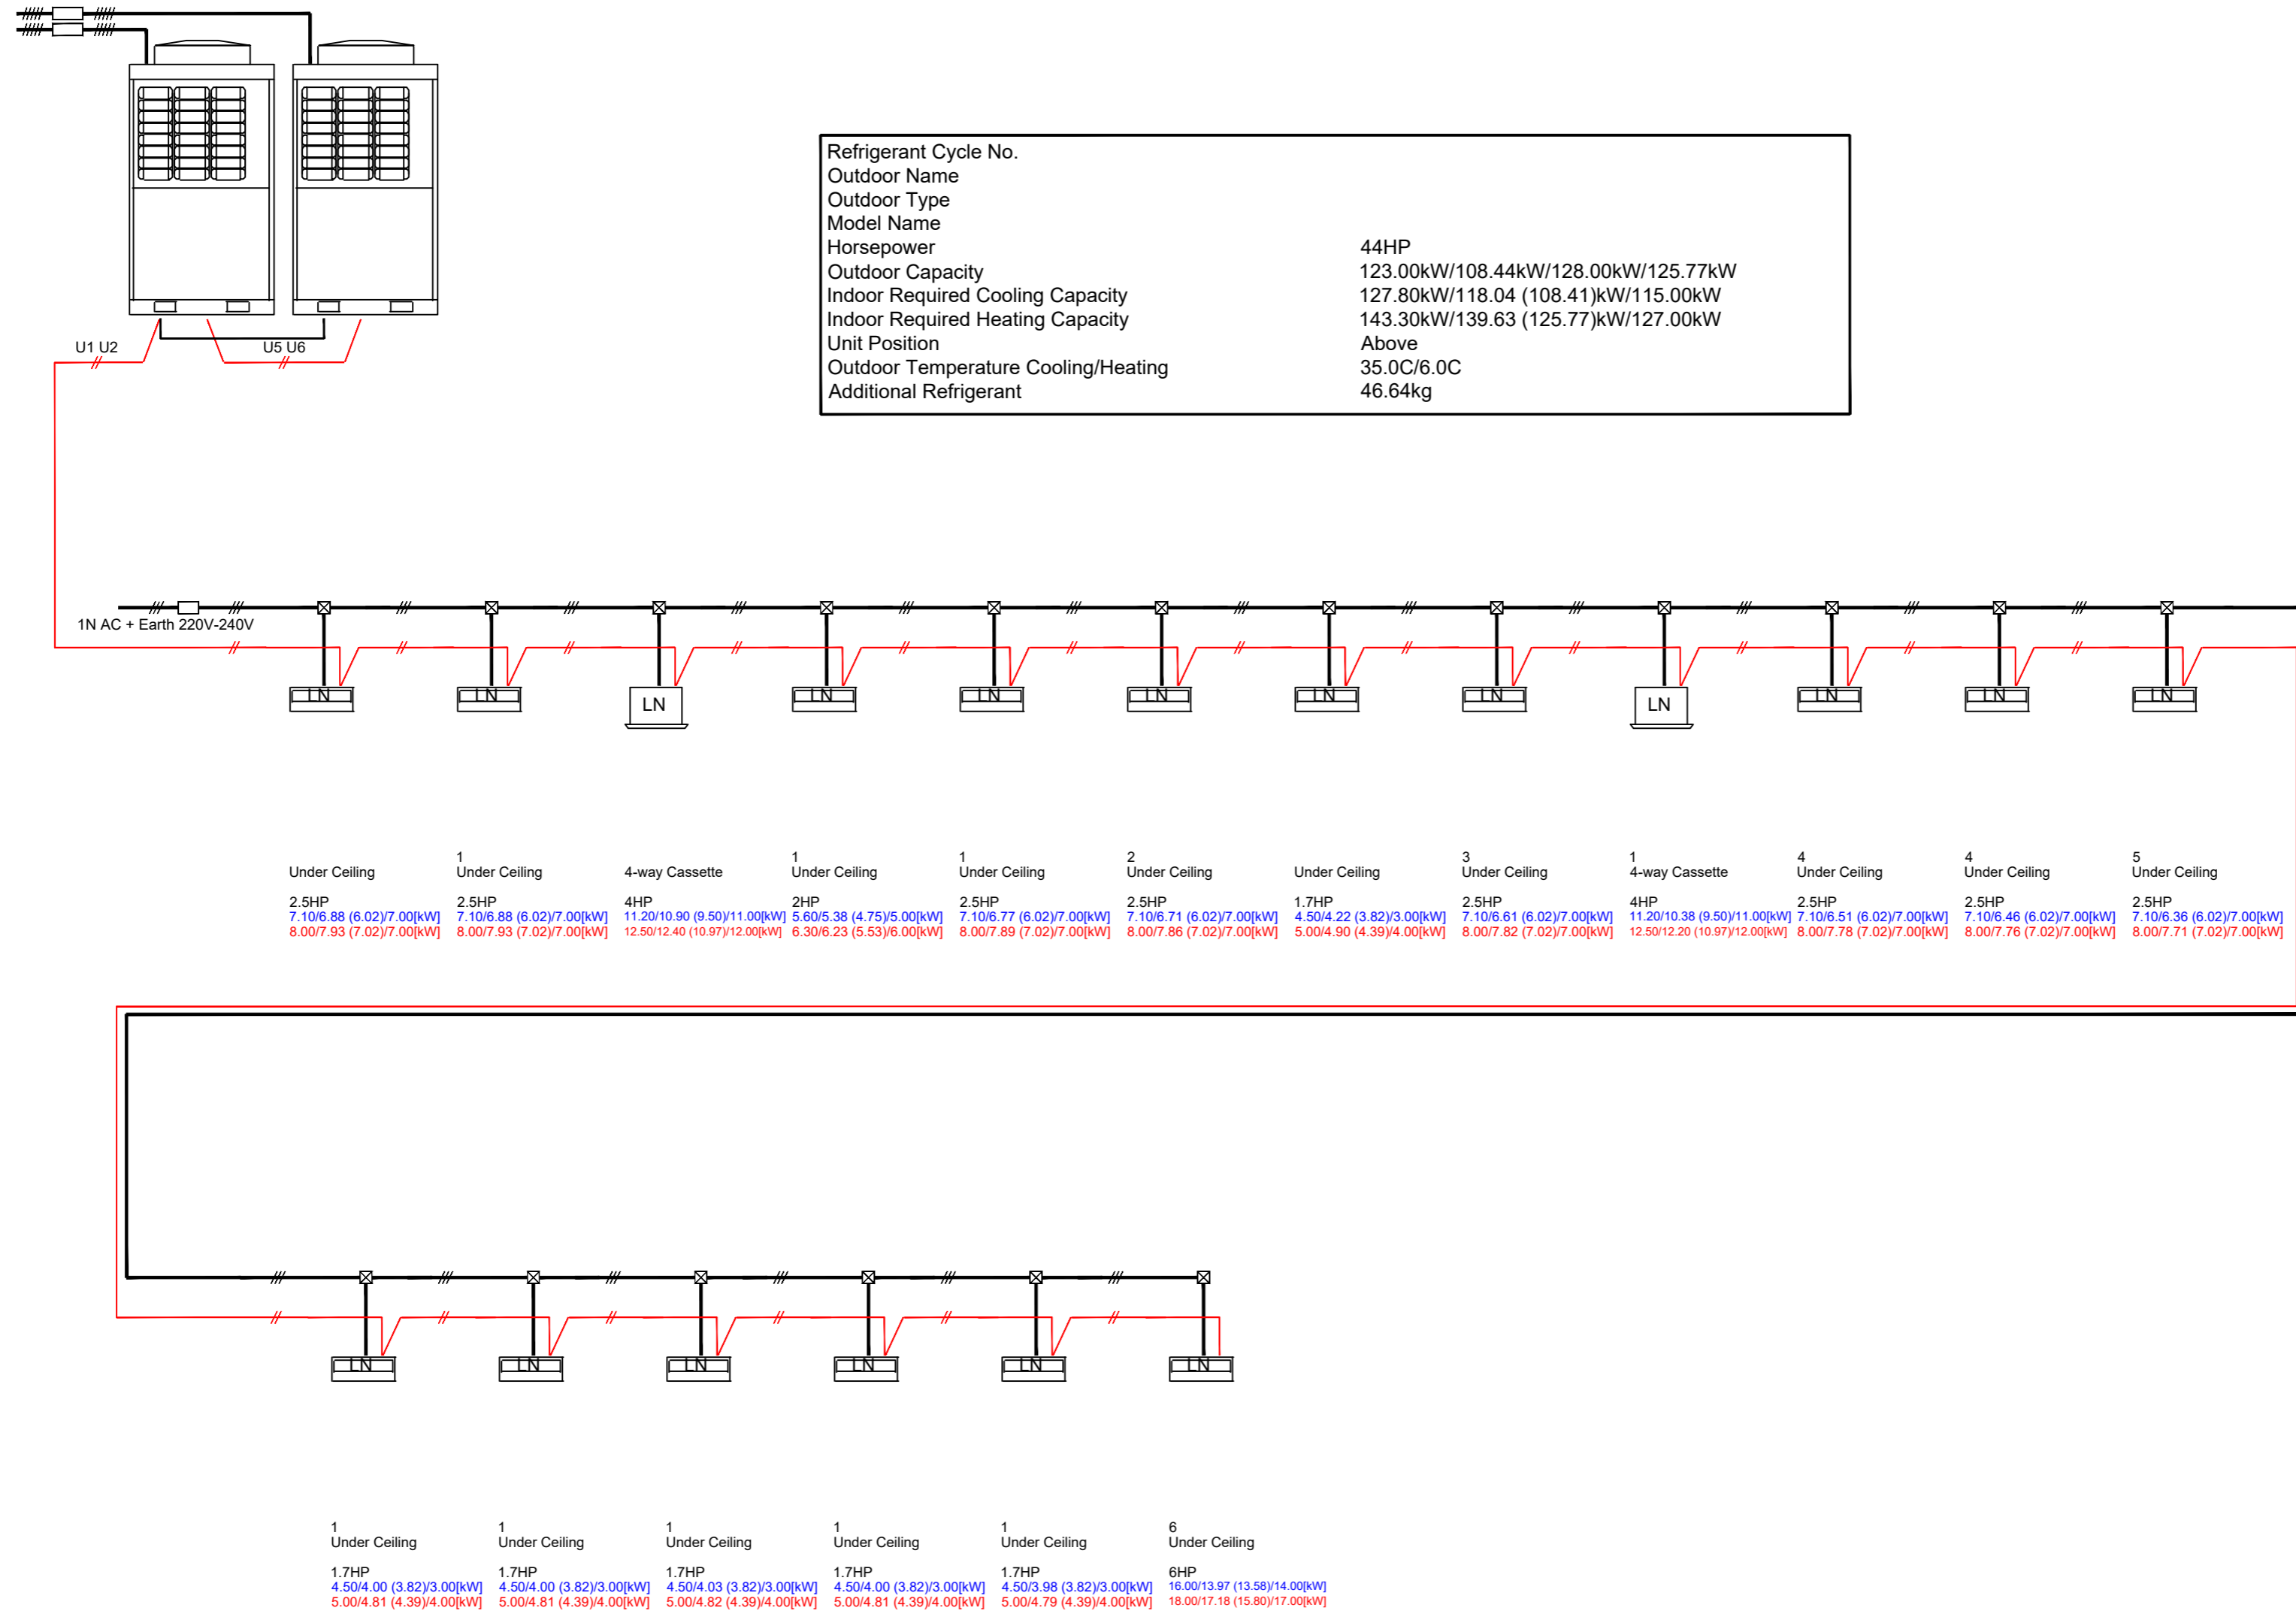 U1 U2
U5 U6
Refrigerant Cycle No.
Outdoor Name
Outdoor Type
Model Name
Horsepower 44HP
Outdoor Capacity 123.00kW/108.44kW/128.00kW/125.77kW
Indoor Required Cooling Capacity 127.80kW/118.04 (108.41)kW/115.00kW
Indoor Required Heating Capacity 143.30kW/139.63 (125.77)kW/127.00kW
Unit Position Above
Outdoor Temperature Cooling/Heating 35.0C/6.0C
Additional Refrigerant 46.64kg
1N AC + Earth 220V-240V
LN LN LN LN LN LN LN LN LN LN LN LN
1 1 1 2 3 1 4 4 5
Under Ceiling Under Ceiling 4-way Cassette Under Ceiling Under Ceiling Under Ceiling Under Ceiling Under Ceiling 4-way Cassette Under Ceiling Under Ceiling Under Ceiling
2.5HP 2.5HP 4HP 2HP 2.5HP 2.5HP 1.7HP 2.5HP 4HP 2.5HP 2.5HP 2.5HP
7.10/6.88 (6.02)/7.00[kW] 7.10/6.88 (6.02)/7.00[kW] 11.20/10.90 (9.50)/11.00[kW] 5.60/5.38 (4.75)/5.00[kW] 7.10/6.77 (6.02)/7.00[kW] 7.10/6.71 (6.02)/7.00[kW] 4.50/4.22 (3.82)/3.00[kW] 7.10/6.61 (6.02)/7.00[kW] 11.20/10.38 (9.50)/11.00[kW] 7.10/6.51 (6.02)/7.00[kW] 7.10/6.46 (6.02)/7.00[kW] 7.10/6.36 (6.02)/7.00[kW]
8.00/7.93 (7.02)/7.00[kW] 8.00/7.93 (7.02)/7.00[kW] 12.50/12.40 (10.97)/12.00[kW] 6.30/6.23 (5.53)/6.00[kW] 8.00/7.89 (7.02)/7.00[kW] 8.00/7.86 (7.02)/7.00[kW] 5.00/4.90 (4.39)/4.00[kW] 8.00/7.82 (7.02)/7.00[kW] 12.50/12.20 (10.97)/12.00[kW] 8.00/7.78 (7.02)/7.00[kW] 8.00/7.76 (7.02)/7.00[kW] 8.00/7.71 (7.02)/7.00[kW]
LN LN LN LN LN LN
1 1 1 1 1 6
Under Ceiling Under Ceiling Under Ceiling Under Ceiling Under Ceiling Under Ceiling
1.7HP 1.7HP 1.7HP 1.7HP 1.7HP 6HP
4.50/4.00 (3.82)/3.00[kW] 4.50/4.00 (3.82)/3.00[kW] 4.50/4.03 (3.82)/3.00[kW] 4.50/4.00 (3.82)/3.00[kW] 4.50/3.98 (3.82)/3.00[kW] 16.00/13.97 (13.58)/14.00[kW]
5.00/4.81 (4.39)/4.00[kW] 5.00/4.81 (4.39)/4.00[kW] 5.00/4.82 (4.39)/4.00[kW] 5.00/4.81 (4.39)/4.00[kW] 5.00/4.79 (4.39)/4.00[kW] 18.00/17.18 (15.80)/17.00[kW]